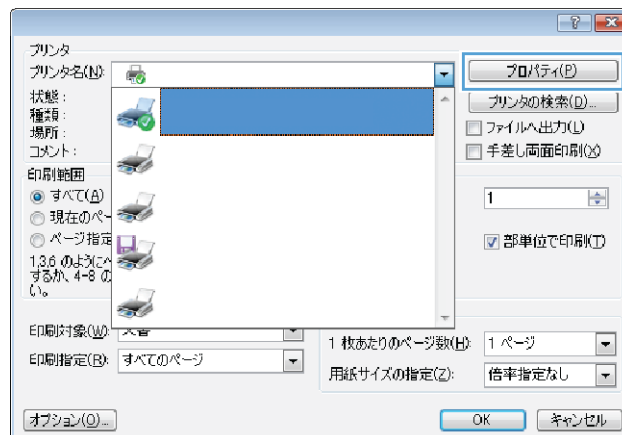 プリンタ
プリンタ名(N):
プロパティ(P)
状態:
プリンタの検索(D)...
種類:
場所:
ファイルへ出力(L)
コメント:
手差し両面印刷(X)
印刷範囲
すべて(A)
1
現在のペー
ページ指定
部単位で印刷(T)
1,3,6 のように
するか、4-8 の
い。
印刷対象(W):
1 枚あたりのページ数(H):
1 ページ
印刷指定(R):
すべてのページ
用紙サイズの指定(Z):
倍率指定なし
オプション(O)...
OK
キャンセル